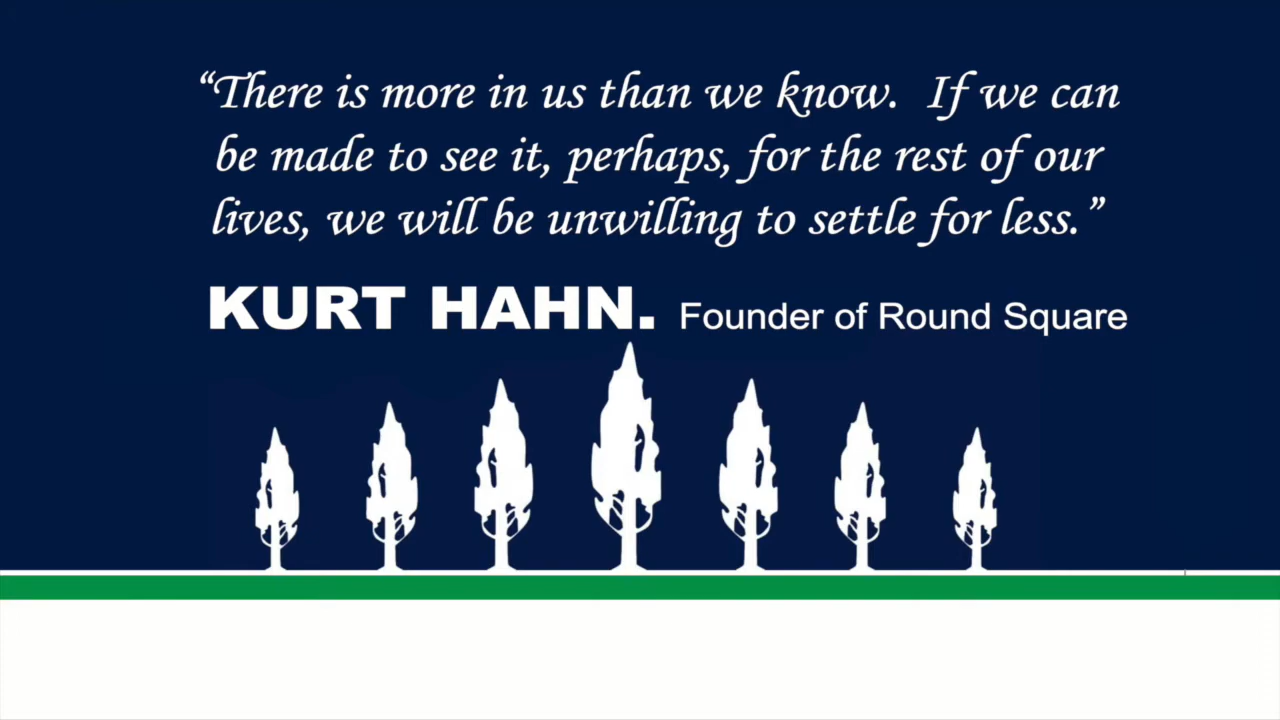 “There is more in us than we know. If we can
be made to see it, perhaps, for the rest of our
lives, we will be unwilling to settle for less.”
KURT HAHN. Founder of Round Square